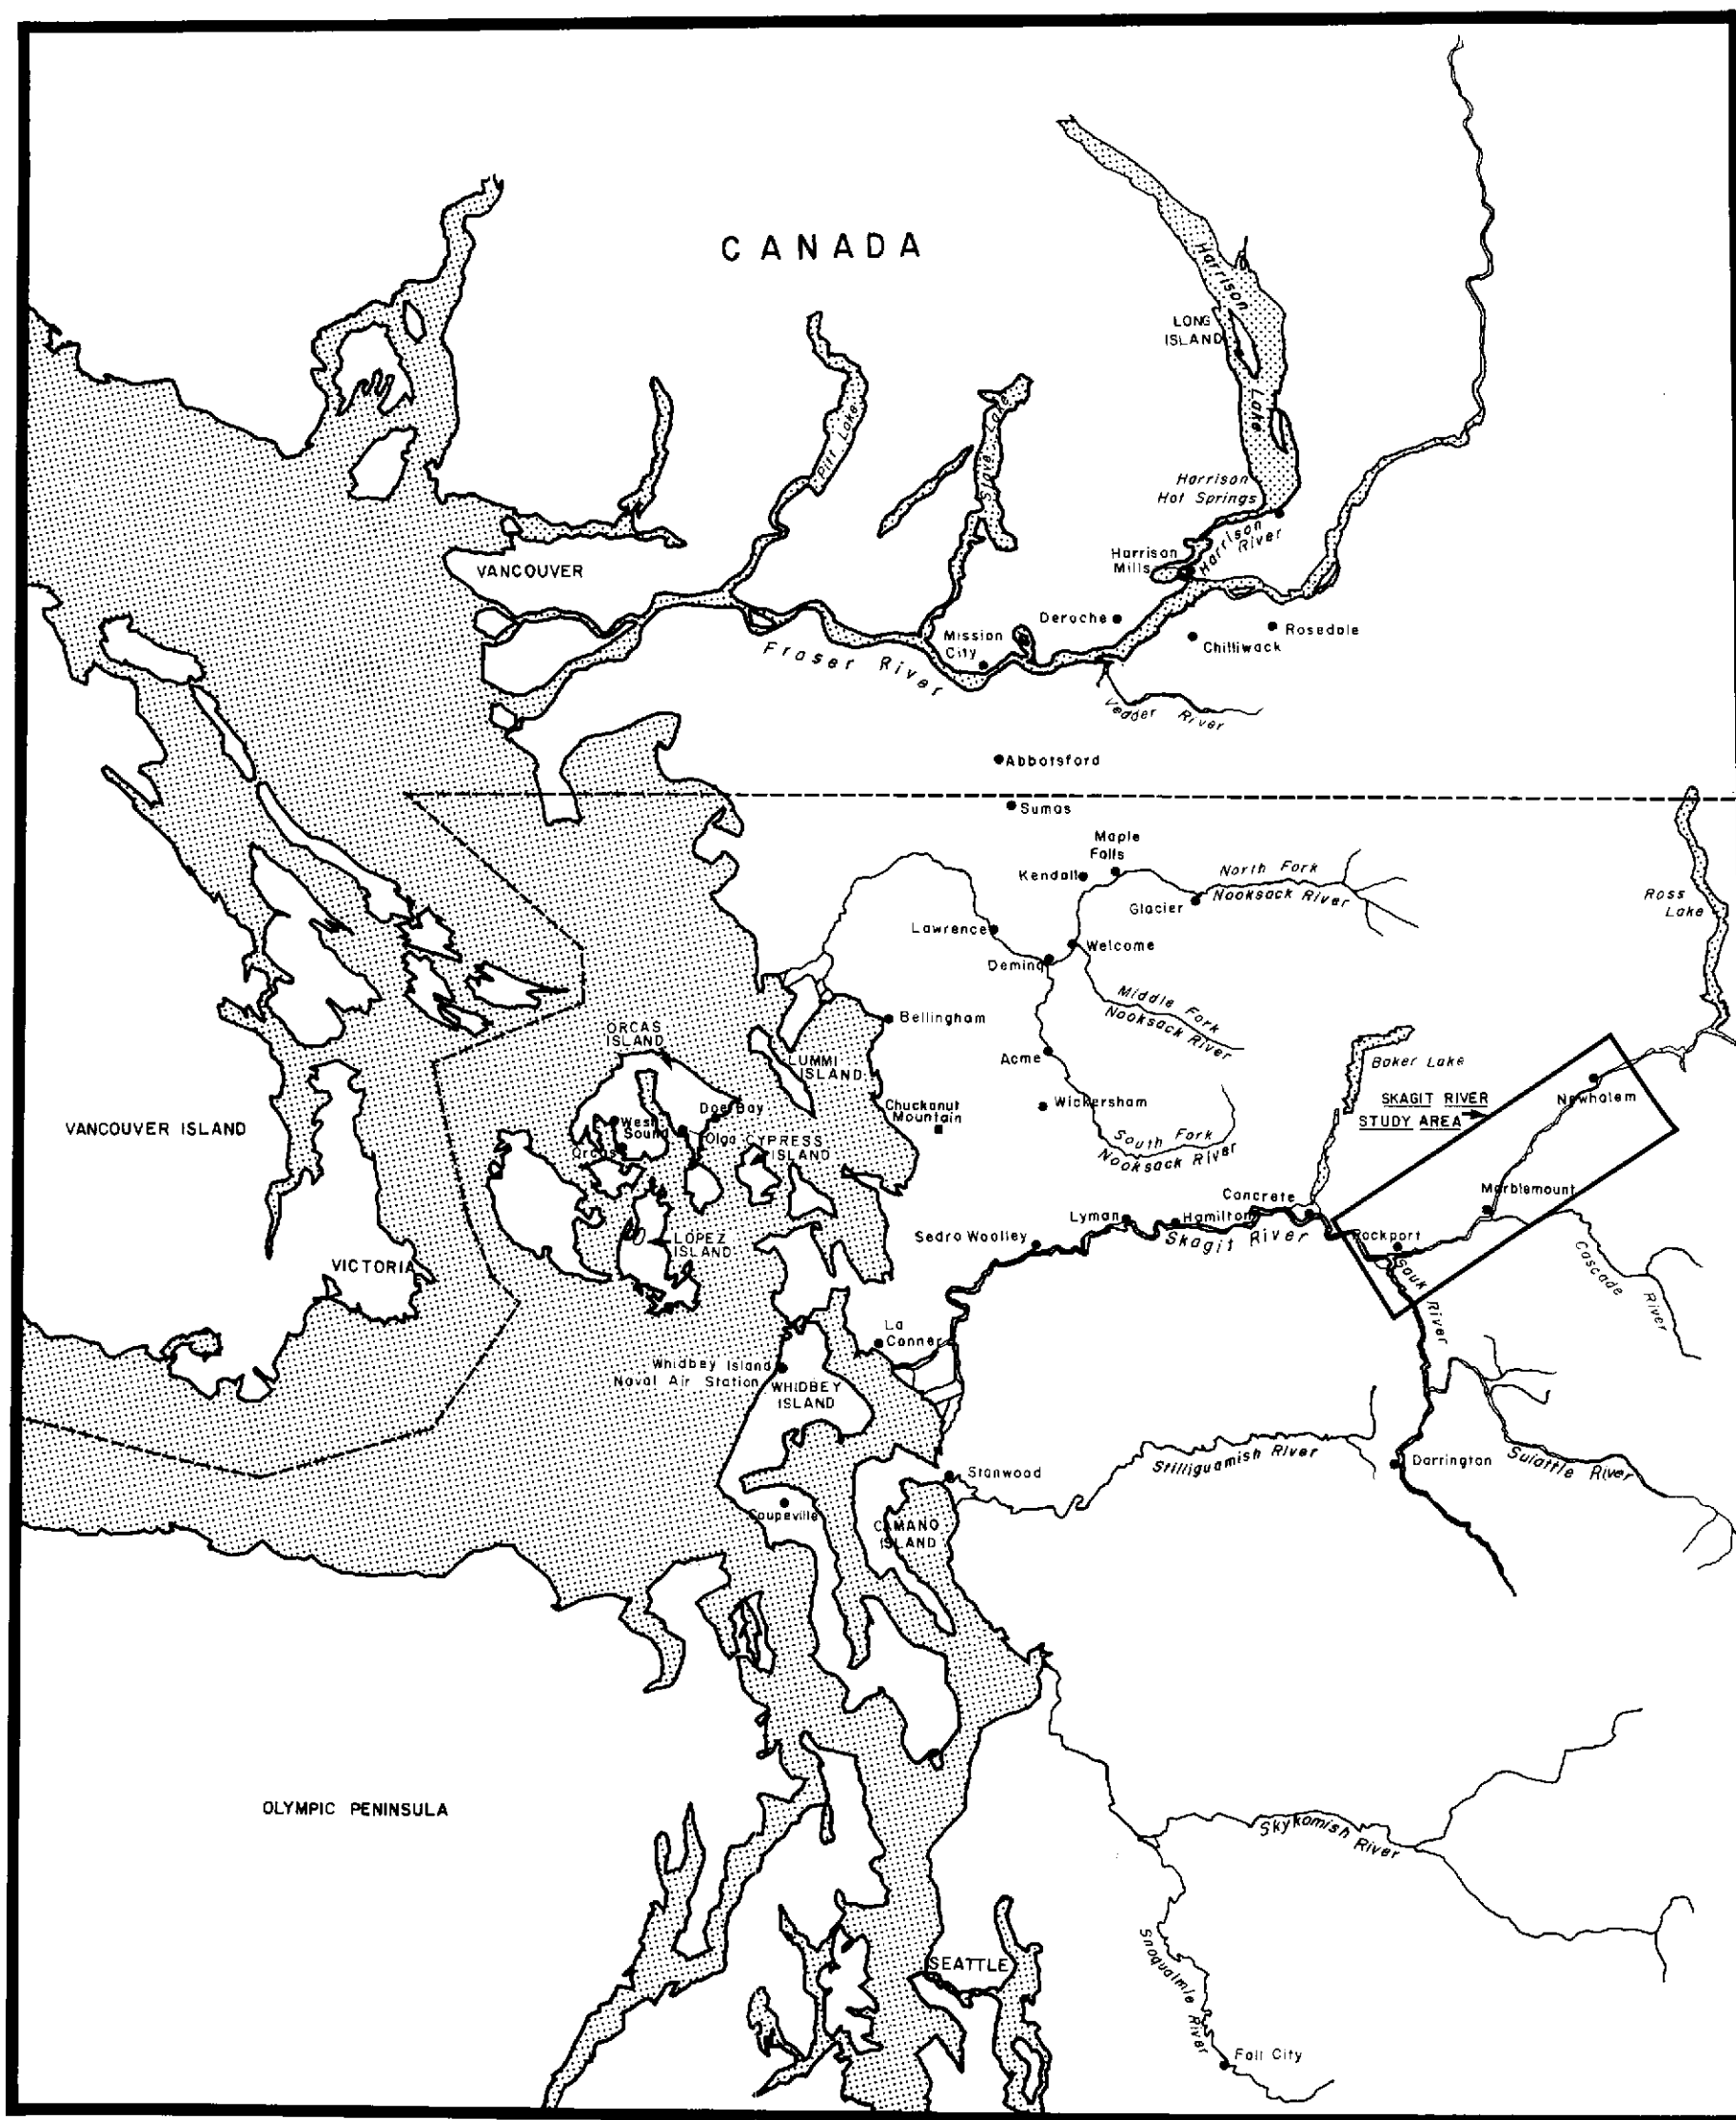 CANADA
Harrison
Lake
LONG
ISLAND
Pitt Lake
Stave Lake
Harrison
Hot Springs
Harrison
River
Harrison
Mills
VANCOUVER
Deroche
Rosedale
Mission
City
Chilliwack
Fraser River
Vedder River
Abbotsford
Sumas
Maple
Falls
Kendall
North Fork
Nooksack River
Glacier
Ross
Lake
Lawrence
Welcome
Deming
Middle Fork
Nooksack River
Bellingham
ORCAS
ISLAND
LUMMI
ISLAND
Acme
Baker Lake
SKAGIT RIVER
STUDY AREA
Newhalem
Chuckanut
Mountain
Wickersham
VANCOUVER ISLAND
Doe Bay
West
Sound
Olga
CYPRESS
ISLAND
Orcas
South Fork
Nooksack River
Marblemount
Concrete
Lyman
Hamilton
Skagit River
Sedro Woolley
Rockport
LOPEZ
ISLAND
Sauk River
Cascade
River
VICTORIA
La
Conner
Whidbey Island
Naval Air Station
WHIDBEY
ISLAND
Stilliguamish River
Darrington
Suiattle River
Stanwood
Coupeville
CAMANO
ISLAND
OLYMPIC PENINSULA
Skykomish
River
SEATTLE
Snoqualmie
River
Fall City